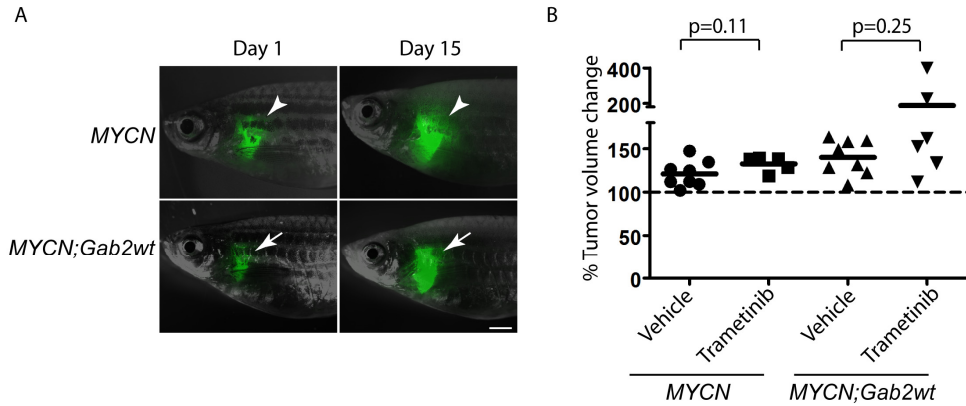 A
Day 1
Day 15
MYCN
MYCN;Gab2wt
B
p=0.11
p=0.25
% Tumor volume change
400
200
150
100
50
0
Vehicle
Trametinib
Vehicle
Trametinib
MYCN
MYCN;Gab2wt